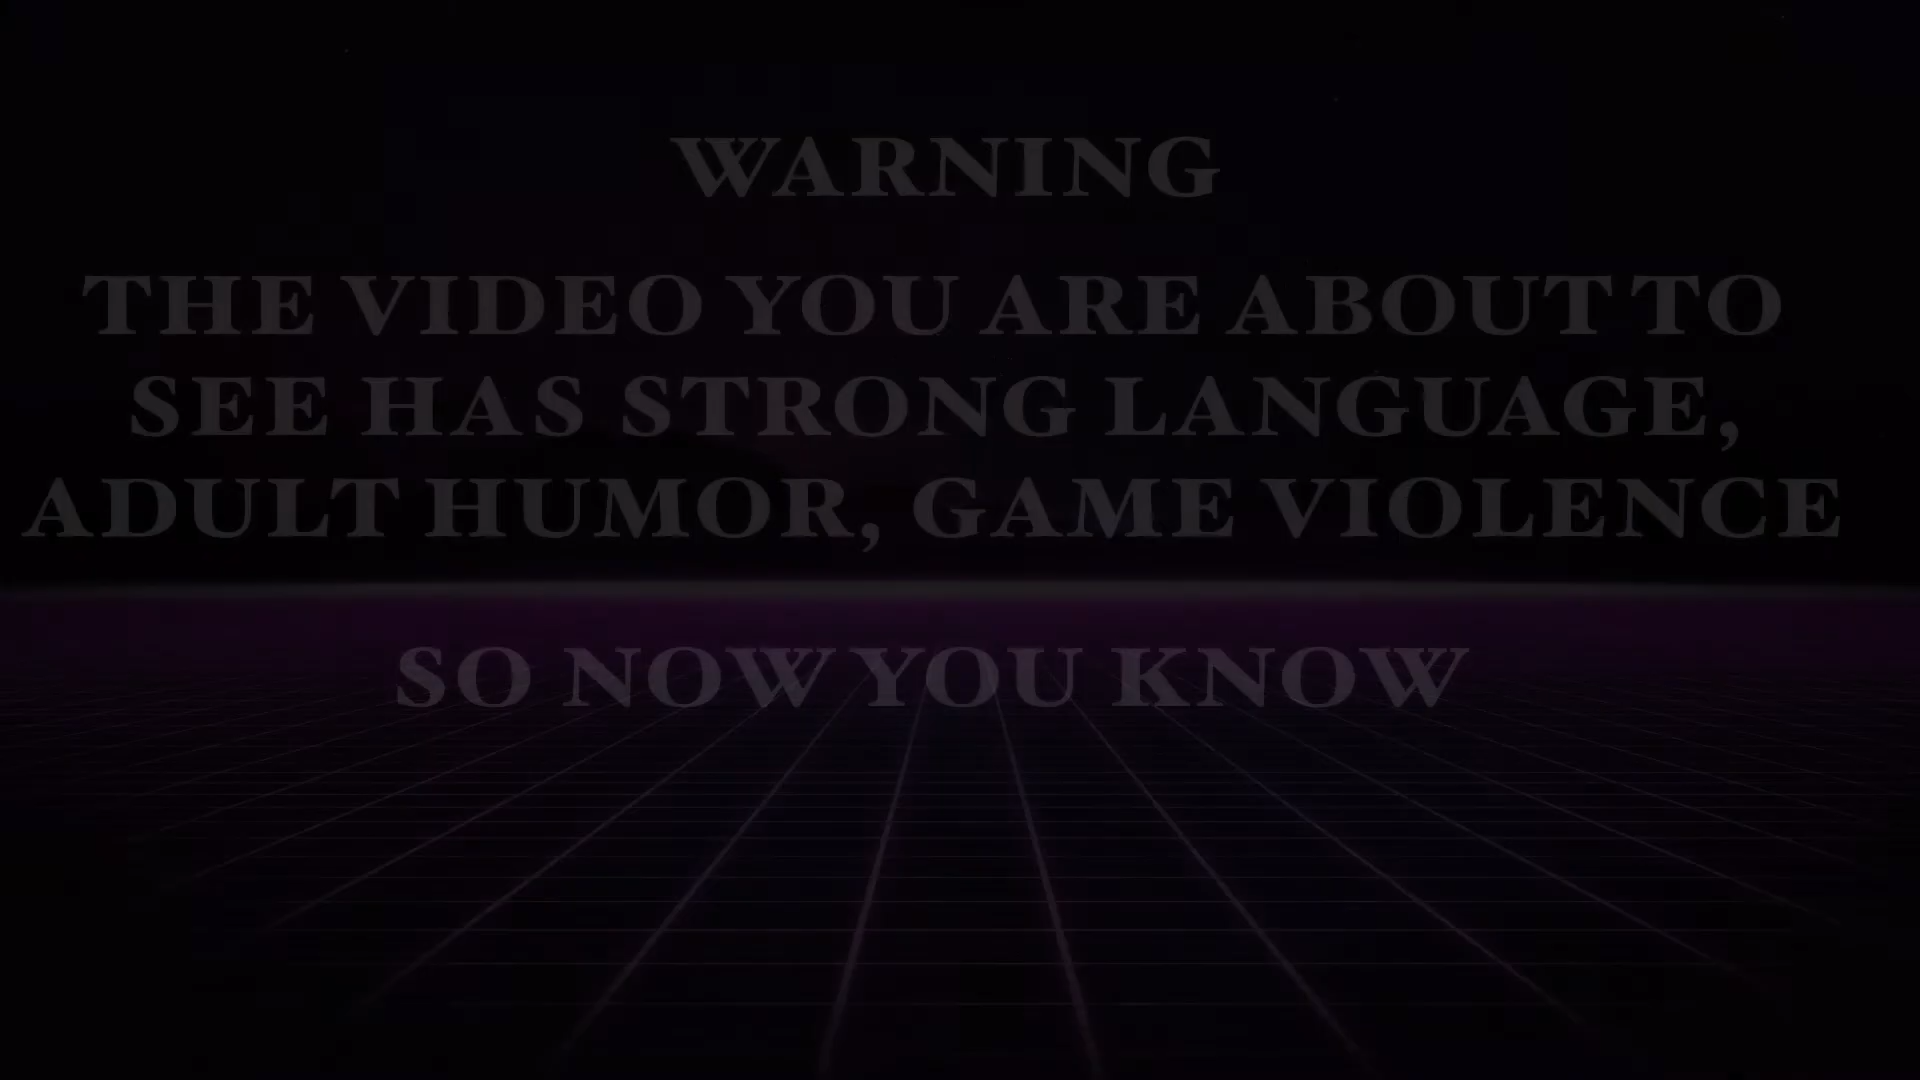 WARNING
THE VIDEO YOU ARE ABOUT TO
SEE HAS STRONG LANGUAGE,
ADULT HUMOR, GAME VIOLENCE
SO NOW YOU KNOW